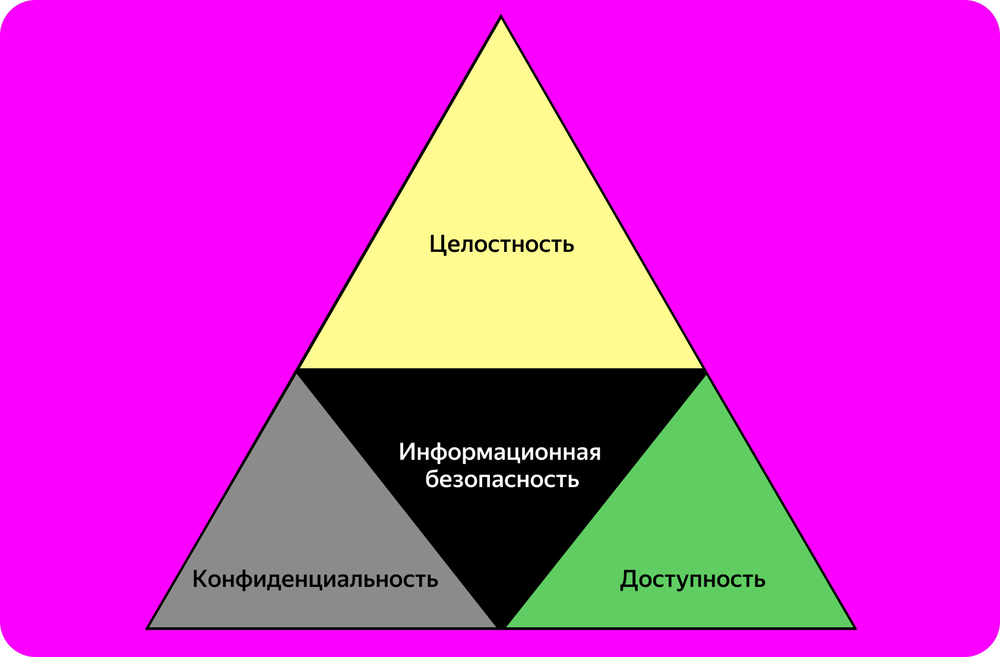 Целостность
Информационная
безопасность
Конфиденциальность
Доступность